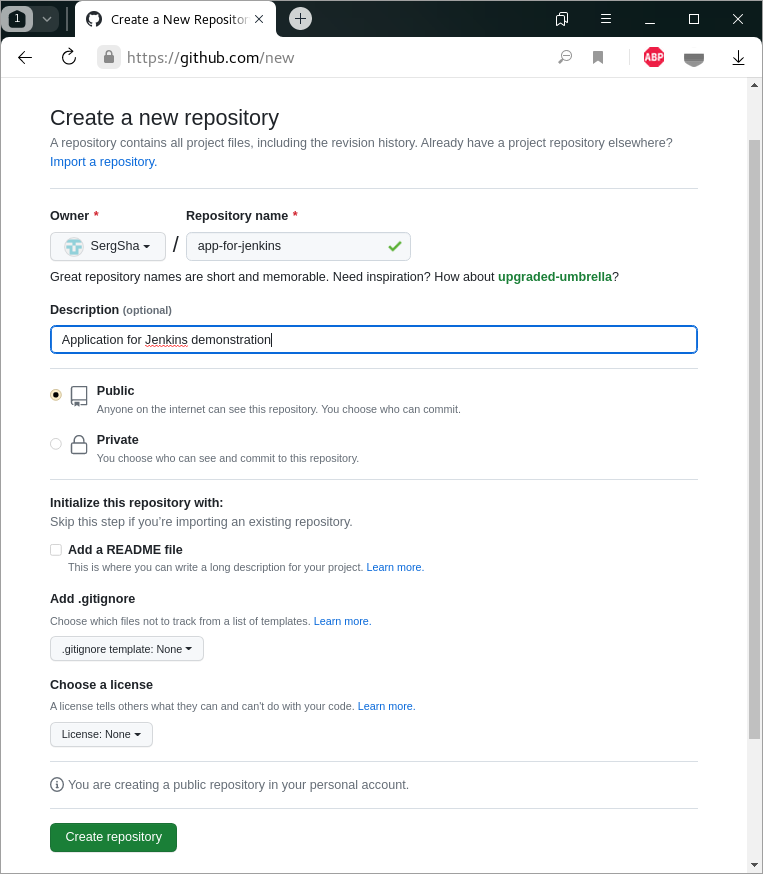 1
Create a New Repositor
https://github.com/new
ABP
Create a new repository
A repository contains all project files, including the revision history. Already have a project repository elsewhere?
Import a repository.
Owner * Repository name *
SergSha / app-for-jenkins
Great repository names are short and memorable. Need inspiration? How about upgraded-umbrella?
Description (optional)
Application for Jenkins demonstration
Public
Anyone on the internet can see this repository. You choose who can commit.
Private
You choose who can see and commit to this repository.
Initialize this repository with:
Skip this step if you’re importing an existing repository.
Add a README file
This is where you can write a long description for your project. Learn more.
Add .gitignore
Choose which files not to track from a list of templates. Learn more.
.gitignore template: None
Choose a license
A license tells others what they can and can't do with your code. Learn more.
License: None
You are creating a public repository in your personal account.
Create repository